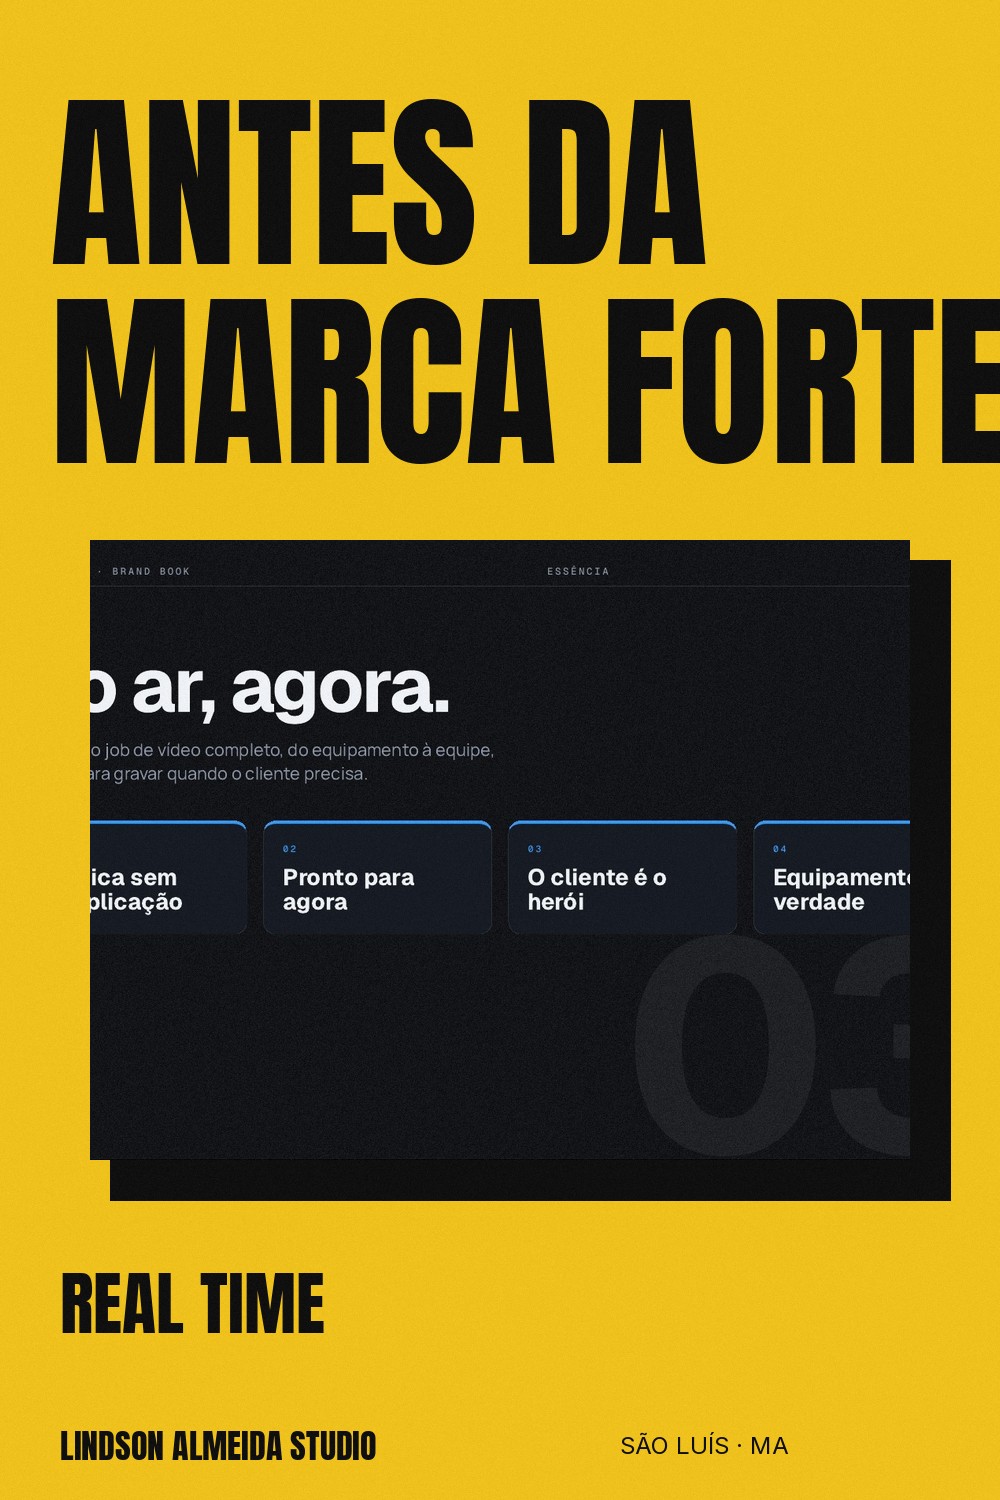 ANTES DA
MARCA FORTE
· BRAND BOOK
ESSÊNCIA
o ar, agora.
o job de vídeo completo, do equipamento à equipe,
ara gravar quando o cliente precisa.
ica sem
plicação
02
Pronto para
agora
03
O cliente é o
herói
04
Equipamento
verdade
03
REAL TIME
LINDSON ALMEIDA STUDIO
SÃO LUÍS · MA